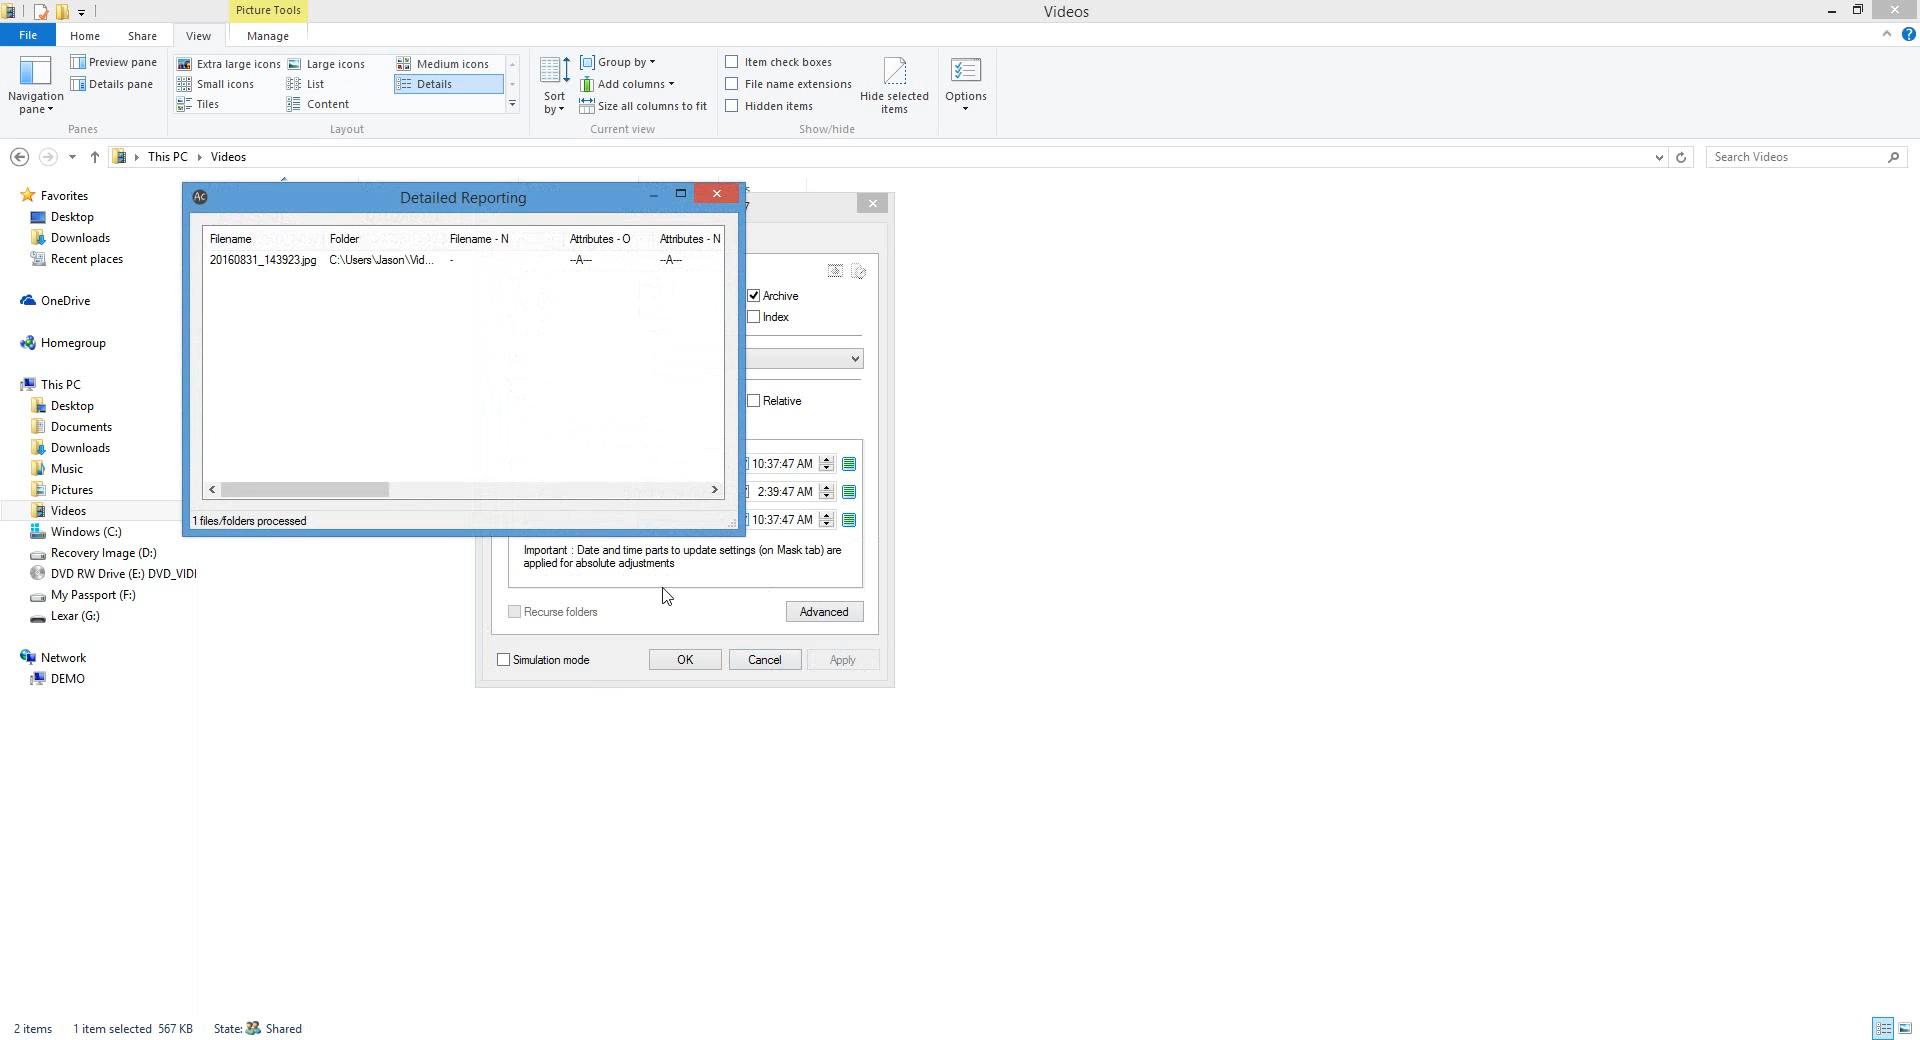 Picture Tools
Videos
File Home Share View Manage
Navigation pane
Preview pane
Details pane
Panes
Extra large icons Large icons Medium icons
Small icons List Details
Tiles Content
Layout
Sort by
Group by
Add columns
Size all columns to fit
Current view
Item check boxes
File name extensions
Hidden items
Hide selected items
Show/hide
Options
This PC Videos
Search Videos
Favorites
Desktop
Downloads
Recent places
OneDrive
Homegroup
This PC
Desktop
Documents
Downloads
Music
Pictures
Videos
Windows (C:)
Recovery Image (D:)
DVD RW Drive (E:) DVD_VIDI
My Passport (F:)
Lexar (G:)
Network
DEMO
Ac Detailed Reporting
Filename Folder Filename - N Attributes - O Attributes - N
20160831_143923.jpg C:\Users\Jason\Vid... - --A--- --A---
1 files/folders processed
Archive
Index
Relative
10:37:47 AM
2:39:47 AM
10:37:47 AM
Important : Date and time parts to update settings (on Mask tab) are
applied for absolute adjustments
Recurse folders Advanced
Simulation mode OK Cancel Apply
2 items 1 item selected 567 KB State: Shared